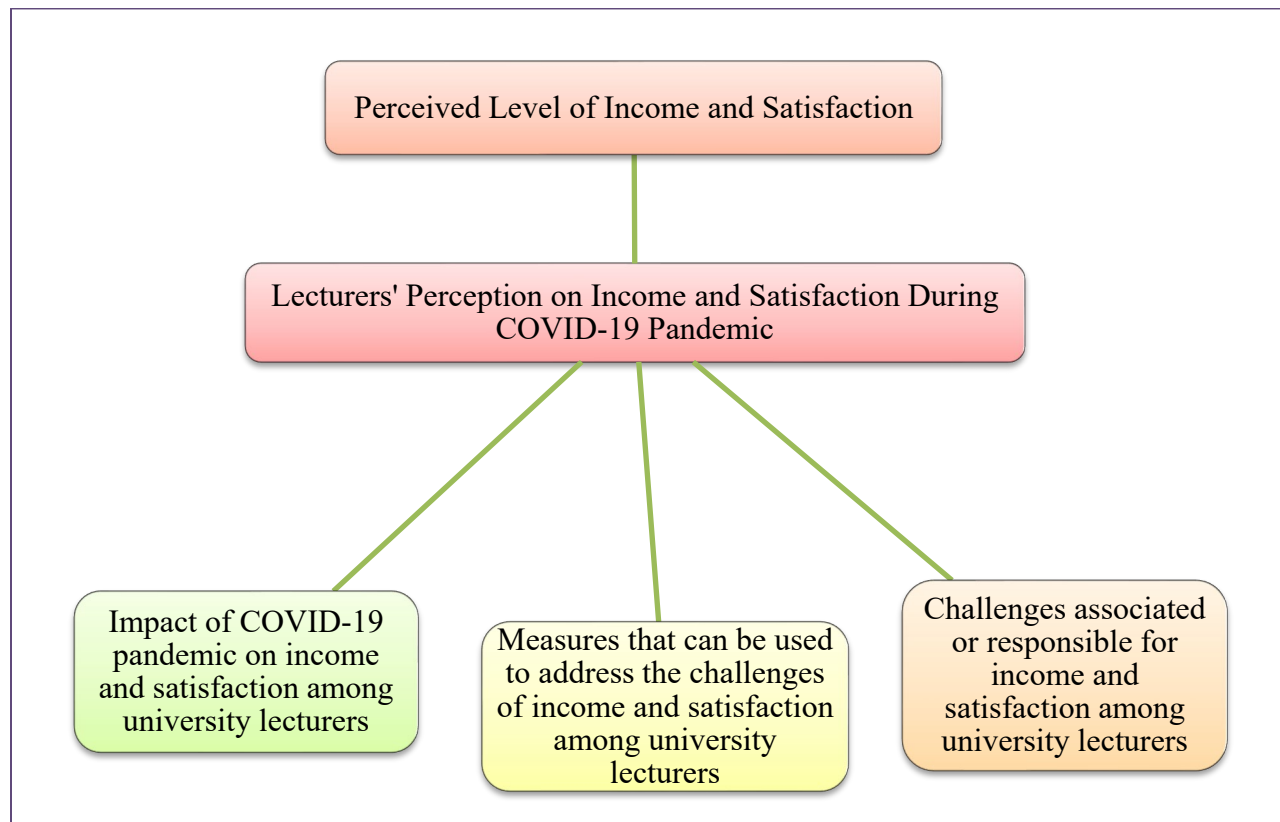 Perceived Level of Income and Satisfaction
Lecturers' Perception on Income and Satisfaction During
COVID-19 Pandemic
Impact of COVID-19
pandemic on income
and satisfaction among
university lecturers
Measures that can be used
to address the challenges
of income and satisfaction
among university
lecturers
Challenges associated
or responsible for
income and
satisfaction among
university lecturers